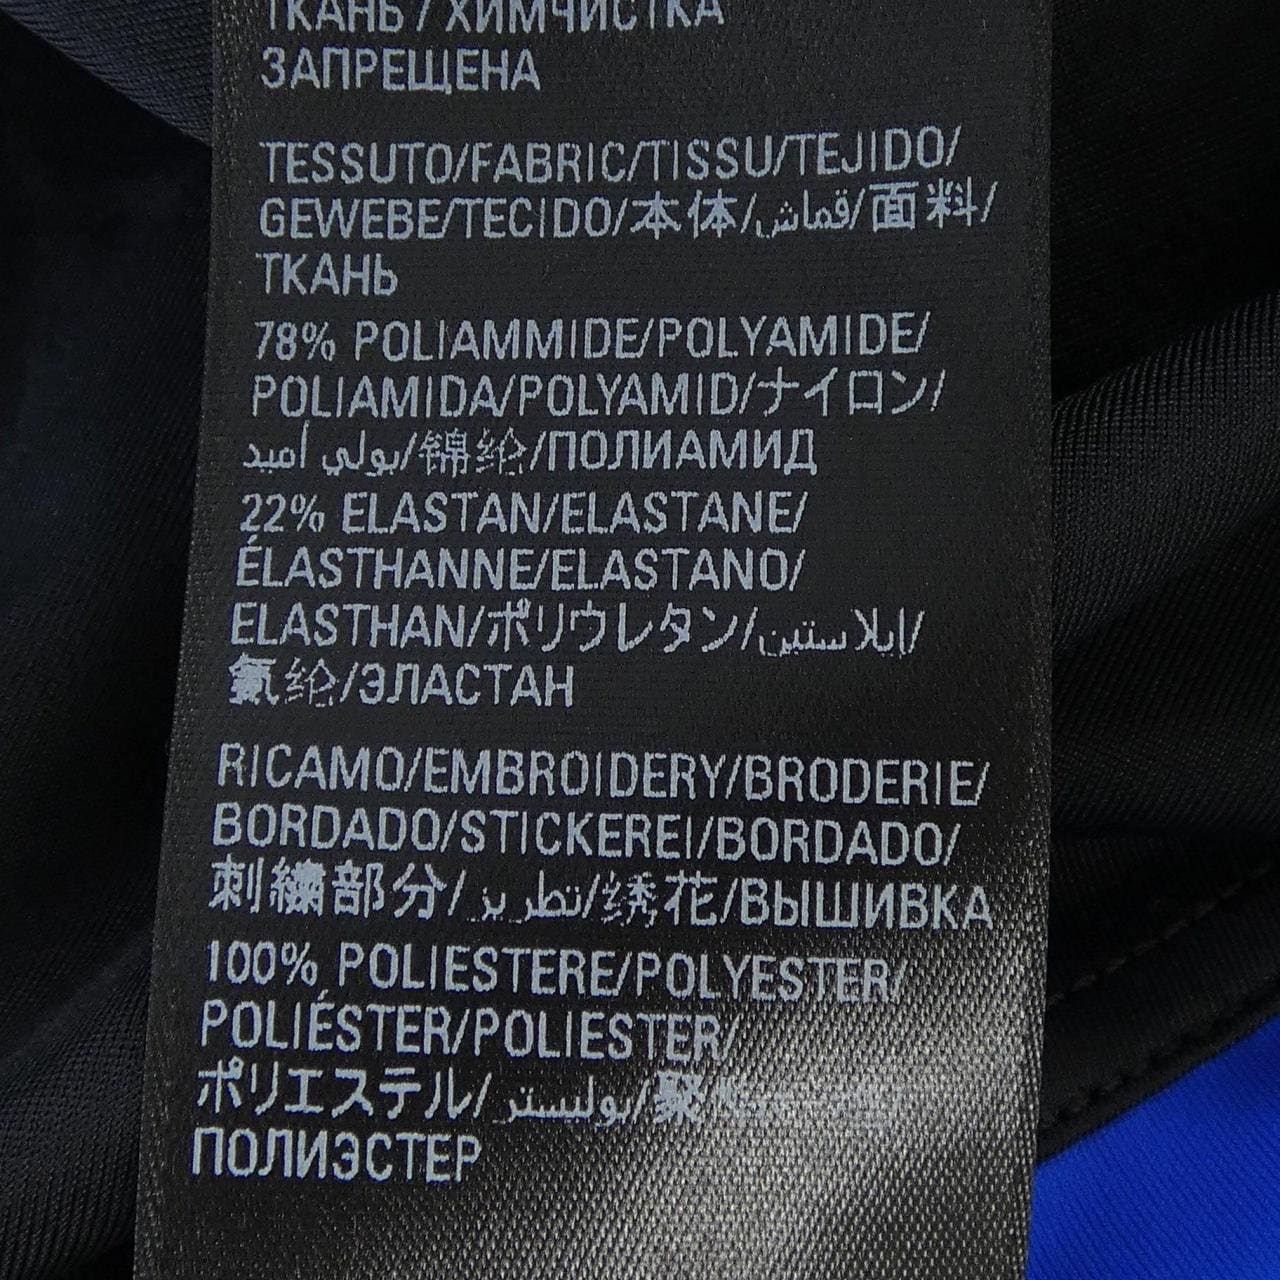 ТКАНЬ / ХИМЧИСТКА
ЗАПРЕЩЕНА
TESSUTO/FABRIC/TISSU/TEJIDO/
GEWEBE/TECIDO/本体/قماش/面料/
ТКАНЬ
78% POLIAMMIDE/POLYAMIDE/
POLIAMIDA/POLYAMID/ナイロン/
بولي أميد/锦纶/ПОЛИАМИД
22% ELASTAN/ELASTANE/
ÉLASTHANNE/ELASTANO/
ELASTHAN/ポリウレタン/إيلاستين/
氨纶/ЭЛАСТАН
RICAMO/EMBROIDERY/BRODERIE/
BORDADO/STICKEREI/BORDADO/
刺繍部分/تطريز/绣花/ВЫШИВКА
100% POLIESTERE/POLYESTER/
POLIÉSTER/POLIESTER/
ポリエステル/بوليستر/聚
ПОЛИЭСТЕР